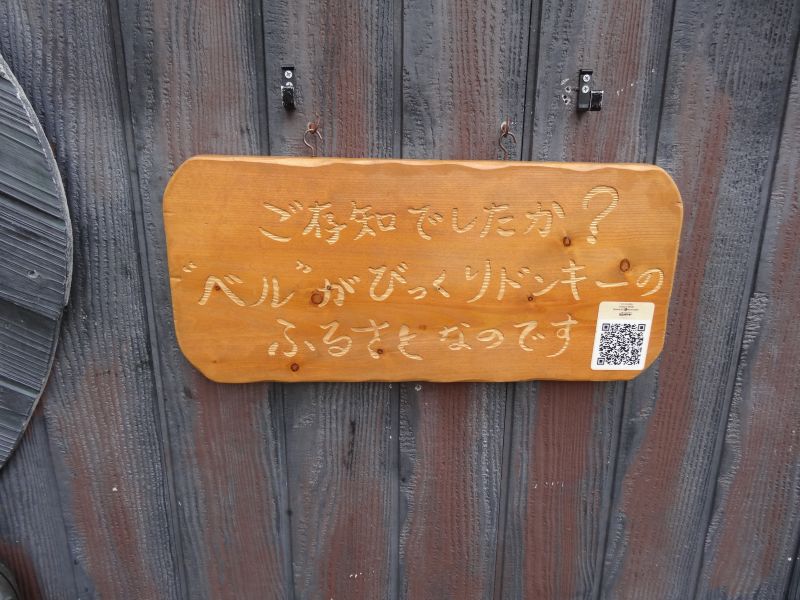 ご存知でしたか?
"ベル"がびっくりドンキーの
ふるさとなのです